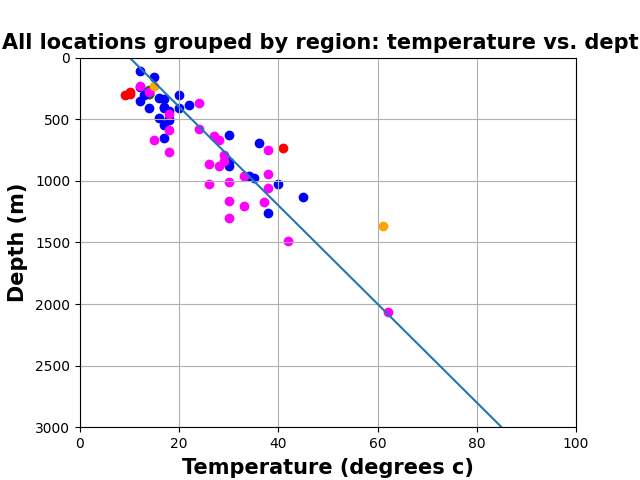 All locations grouped by region: temperature vs. dept
0
500
1000
1500
2000
2500
3000
Depth (m)
0 20 40 60 80 100
Temperature (degrees c)